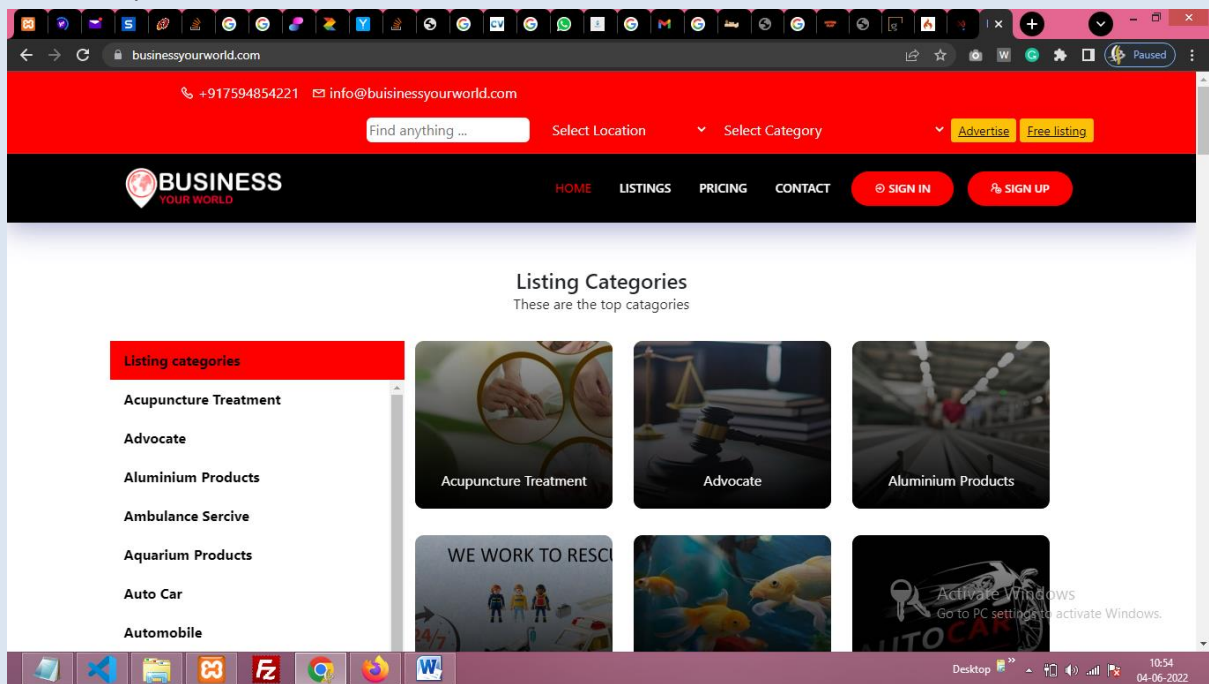 Paused
businessyourworld.com
+917594854221 info@buisinessyourworld.com
Find anything ... Select Location Select Category Advertise Free listing
BUSINESS
YOUR WORLD
HOME LISTINGS PRICING CONTACT SIGN IN SIGN UP
Listing Categories
These are the top catagories
Listing categories
Acupuncture Treatment
Advocate
Aluminium Products
Ambulance Sercive
Aquarium Products
Auto Car
Automobile
Acupuncture Treatment
Advocate
Aluminium Products
WE WORK TO RESCU
24/7
AUTOCAR
Activate Windows
Go to PC settings to activate Windows.
Desktop
10:54
04-06-2022